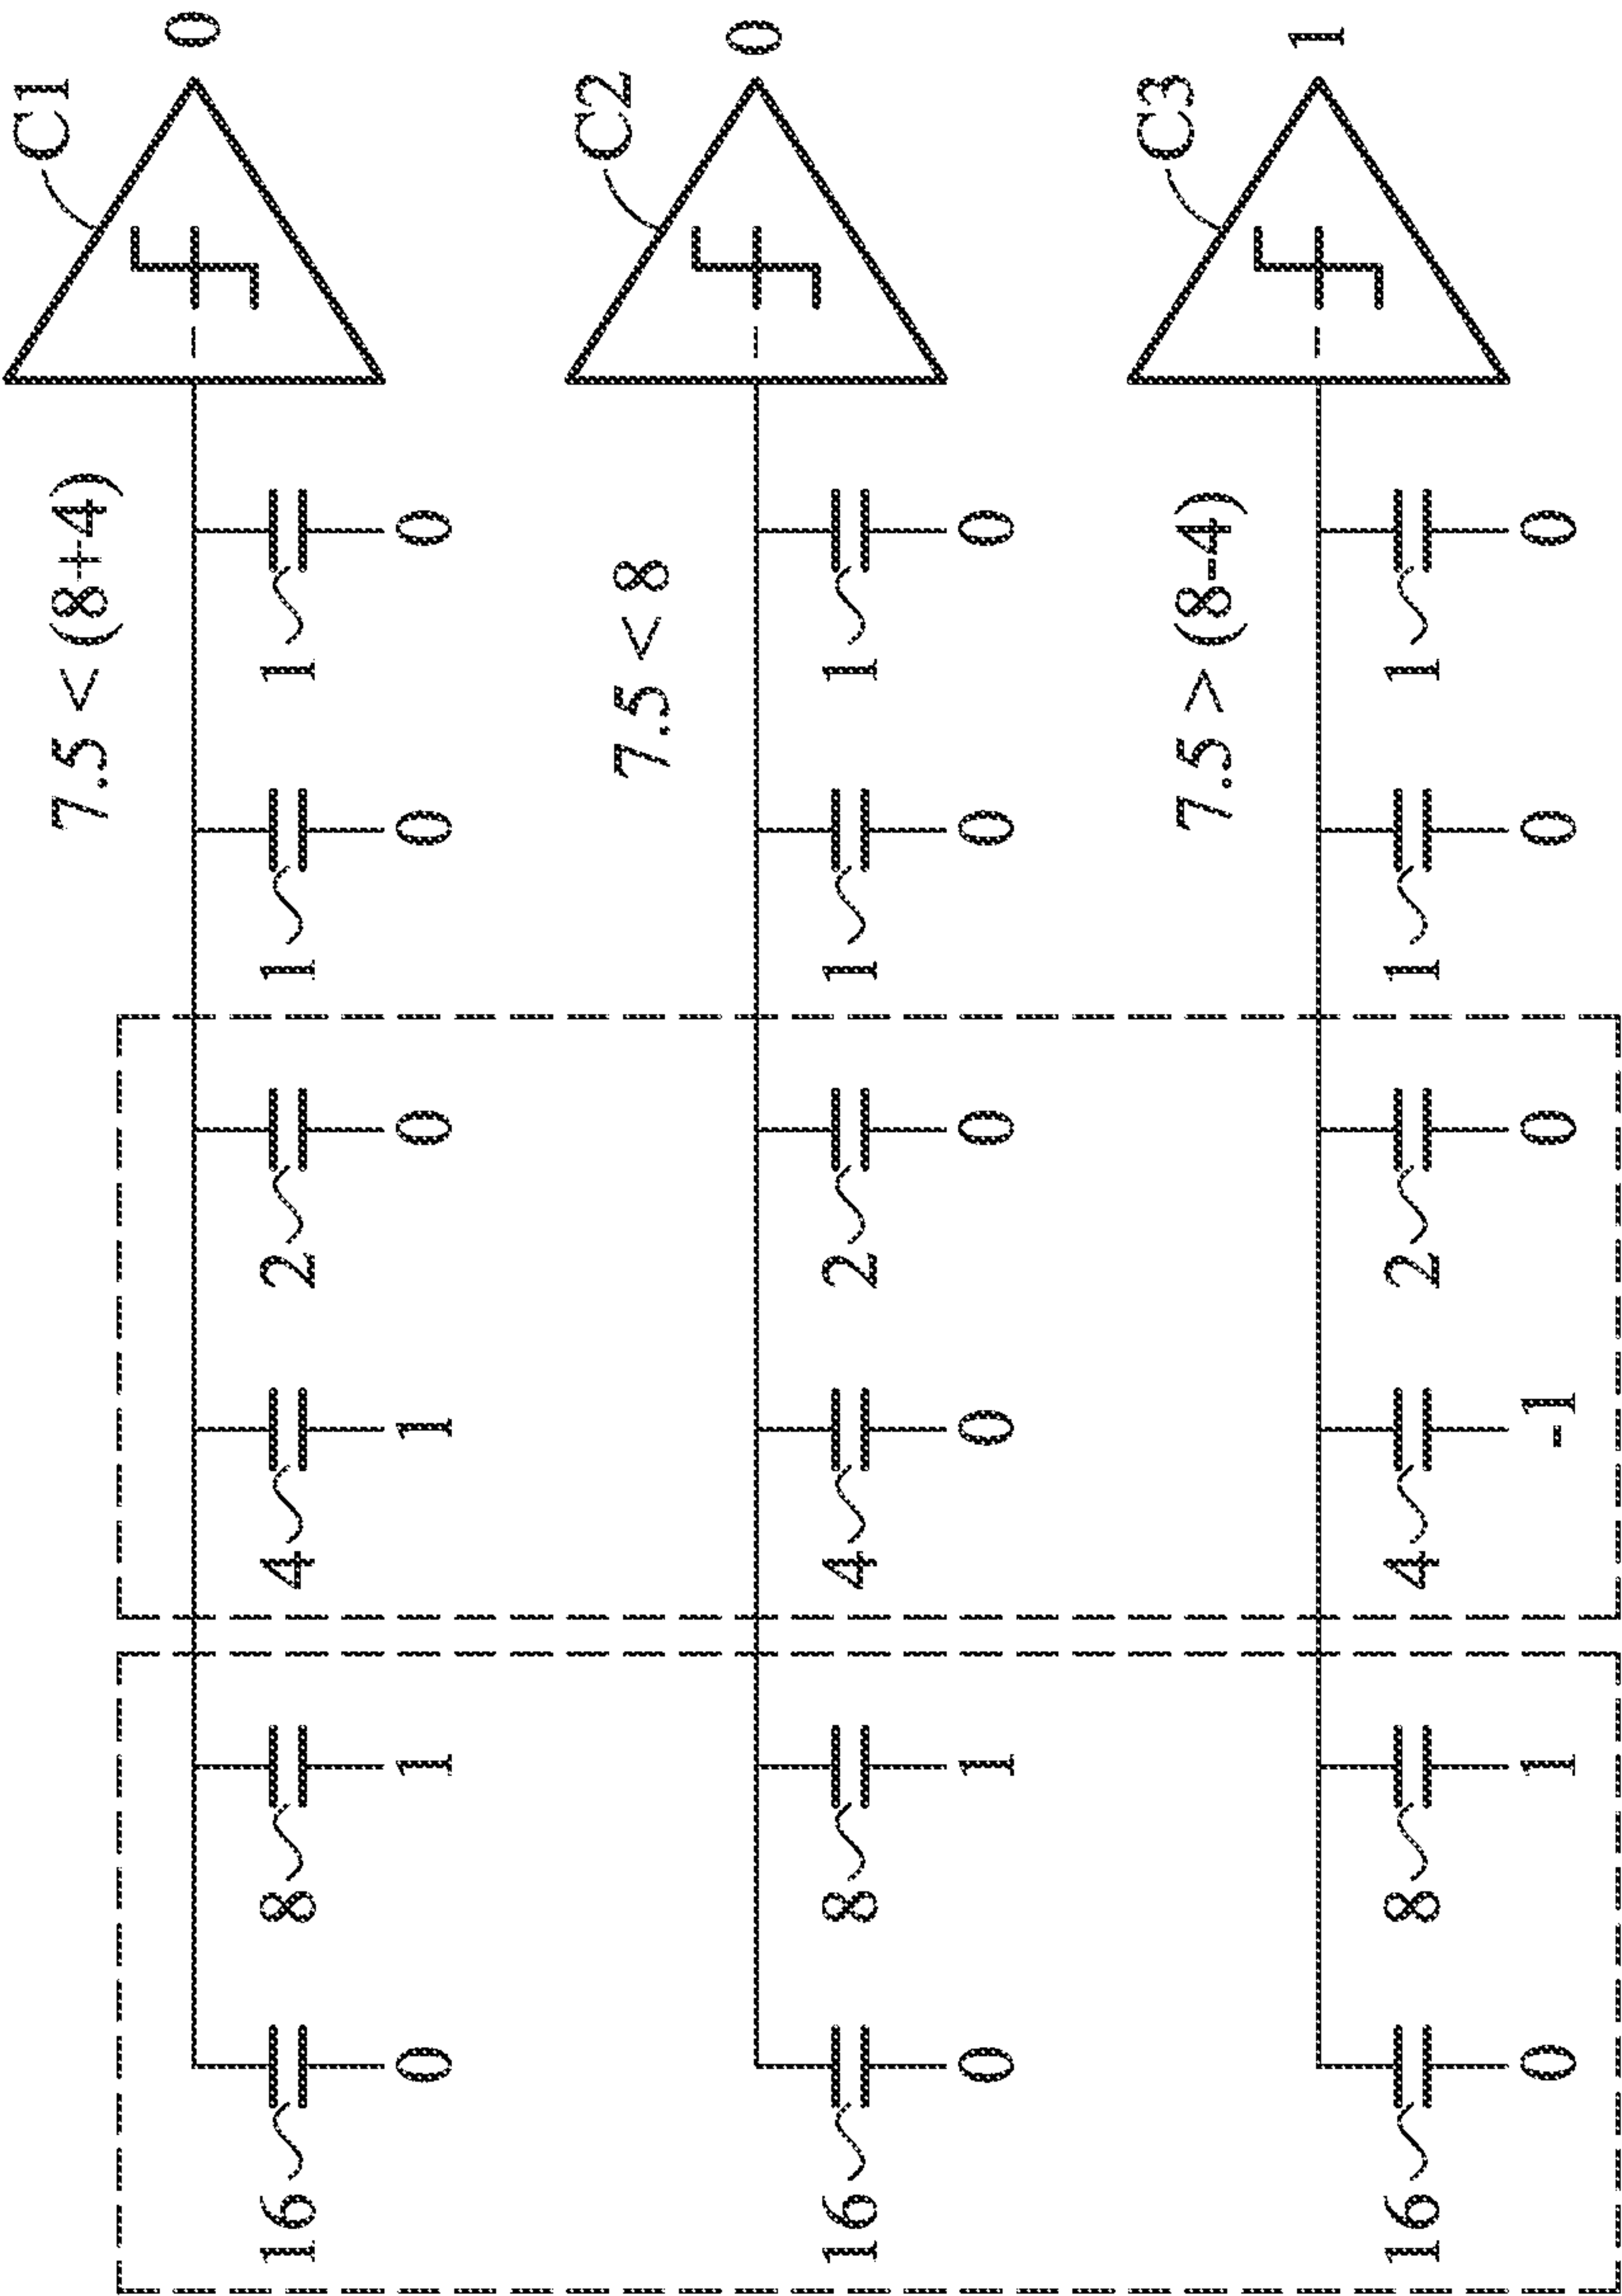 7.5 < (8+4) C1
0
16 8 4 2 1 1
0 1 1 0 0 0
7.5 < 8 C2
0
16 8 4 2 1 1
0 1 0 0 0 0
7.5 > (8-4) C3
1
16 8 4 2 1 1
0 1 -1 0 0 0